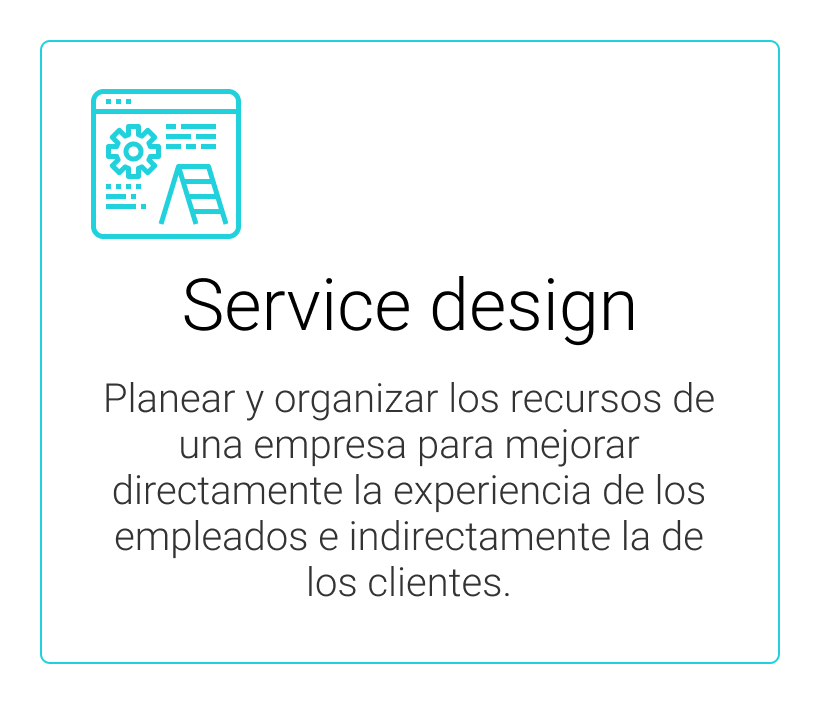 Service design
Planear y organizar los recursos de
una empresa para mejorar
directamente la experiencia de los
empleados e indirectamente la de
los clientes.